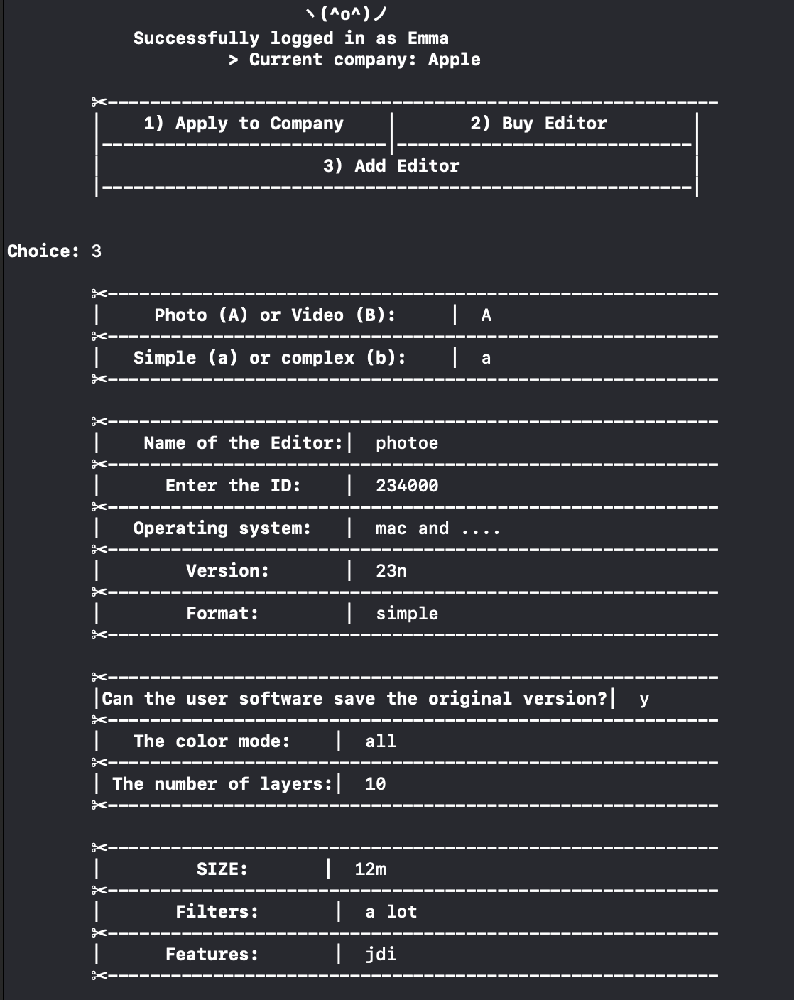 ヽ(^o^)ノ
Successfully logged in as Emma
> Current company: Apple
✂-----------------------------------------------------------
| 1) Apply to Company | 2) Buy Editor |
|---------------------------|----------------------------|
| 3) Add Editor |
|--------------------------------------------------------|
Choice: 3
✂-----------------------------------------------------------
| Photo (A) or Video (B): | A
✂-----------------------------------------------------------
| Simple (a) or complex (b): | a
✂-----------------------------------------------------------
✂-----------------------------------------------------------
| Name of the Editor:| photoe
✂-----------------------------------------------------------
| Enter the ID: | 234000
✂-----------------------------------------------------------
| Operating system: | mac and ....
✂-----------------------------------------------------------
| Version: | 23n
✂-----------------------------------------------------------
| Format: | simple
✂-----------------------------------------------------------
✂-----------------------------------------------------------
|Can the user software save the original version?| y
✂-----------------------------------------------------------
| The color mode: | all
✂-----------------------------------------------------------
| The number of layers:| 10
✂-----------------------------------------------------------
✂-----------------------------------------------------------
| SIZE: | 12m
✂-----------------------------------------------------------
| Filters: | a lot
✂-----------------------------------------------------------
| Features: | jdi
✂-----------------------------------------------------------